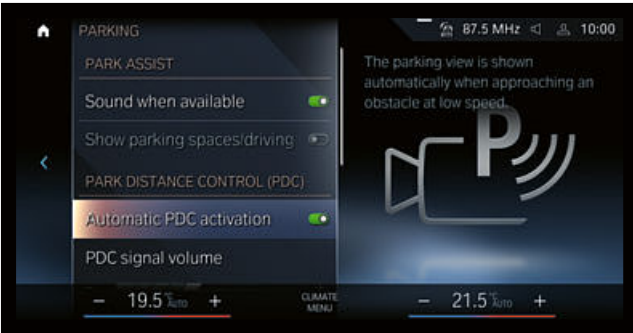 PARKING
87.5 MHz
10:00
PARK ASSIST
Sound when available
Show parking spaces/driving
PARK DISTANCE CONTROL (PDC)
Automatic PDC activation
PDC signal volume
The parking view is shown
automatically when approaching an
obstacle at low speed.
P
- 19.5 °C AUTO +
CLIMATE
MENU
- 21.5 °C AUTO +